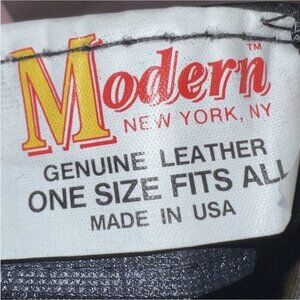 Modern™
NEW YORK, NY
GENUINE LEATHER
ONE SIZE FITS ALL
MADE IN USA